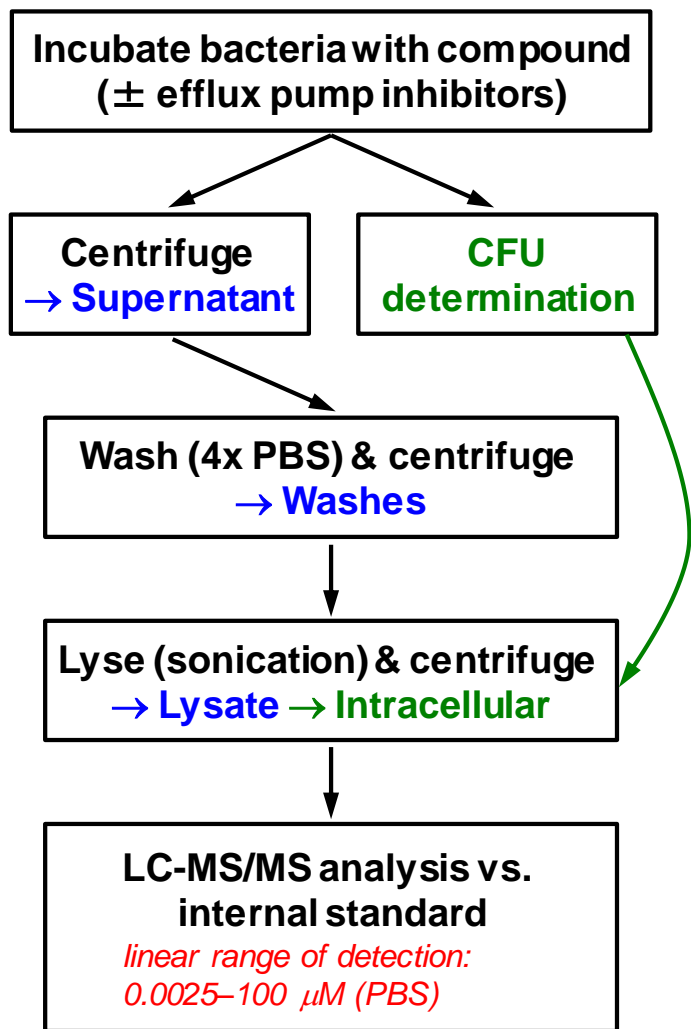 Incubate bacteria with compound
(± efflux pump inhibitors)
Centrifuge
→ Supernatant
CFU
determination
Wash (4x PBS) & centrifuge
→ Washes
Lyse (sonication) & centrifuge
→ Lysate → Intracellular
LC-MS/MS analysis vs.
internal standard
linear range of detection:
0.0025–100 μM (PBS)